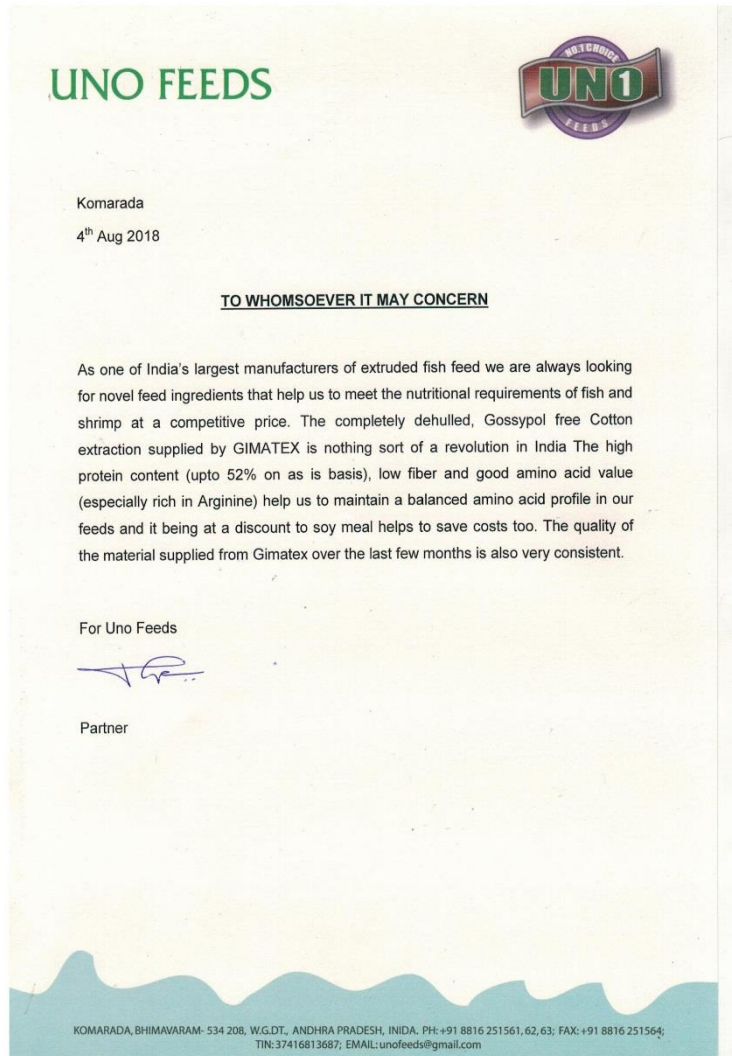 UNO FEEDS
NO.1 CHOICE
UNO1
FEEDS
Komarada
4th Aug 2018
TO WHOMSOEVER IT MAY CONCERN
As one of India's largest manufacturers of extruded fish feed we are always looking
for novel feed ingredients that help us to meet the nutritional requirements of fish and
shrimp at a competitive price. The completely dehulled, Gossypol free Cotton
extraction supplied by GIMATEX is nothing sort of a revolution in India The high
protein content (upto 52% on as is basis), low fiber and good amino acid value
(especially rich in Arginine) help us to maintain a balanced amino acid profile in our
feeds and it being at a discount to soy meal helps to save costs too. The quality of
the material supplied from Gimatex over the last few months is also very consistent.
For Uno Feeds
Partner
KOMARADA, BHIMAVARAM- 534 208, W.G.DT., ANDHRA PRADESH, INIDA. PH: +91 8816 251561, 62, 63; FAX: +91 8816 251564;
TIN: 37416813687; EMAIL: unofeeds@gmail.com